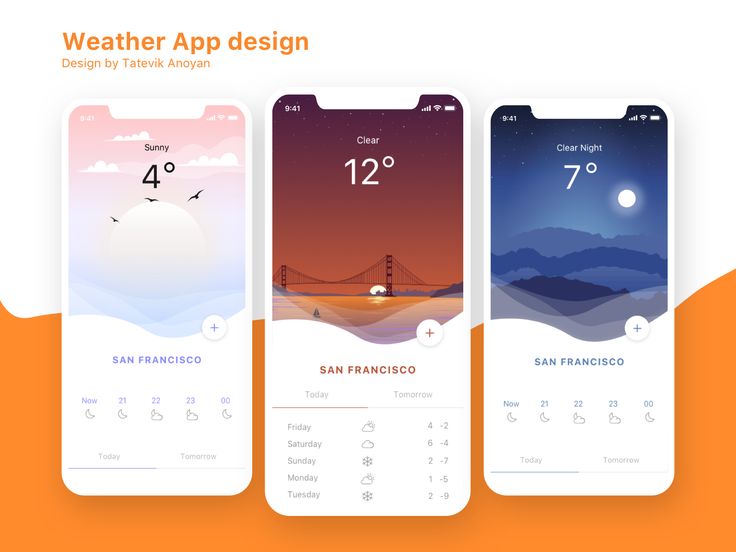 Weather App design
Design by Tatevik Anoyan
9:41
Sunny
4°
SAN FRANCISCO
Now 21 22 23 00
Today Tomorrow
9:41
Clear
12°
+
SAN FRANCISCO
Today Tomorrow
Friday 4 -2
Saturday 6 -4
Sunday 2 -7
Monday 1 -5
Tuesday 2 -9
9:41
Clear Night
7°
+
SAN FRANCISCO
Now 21 22 23 00
Today Tomorrow